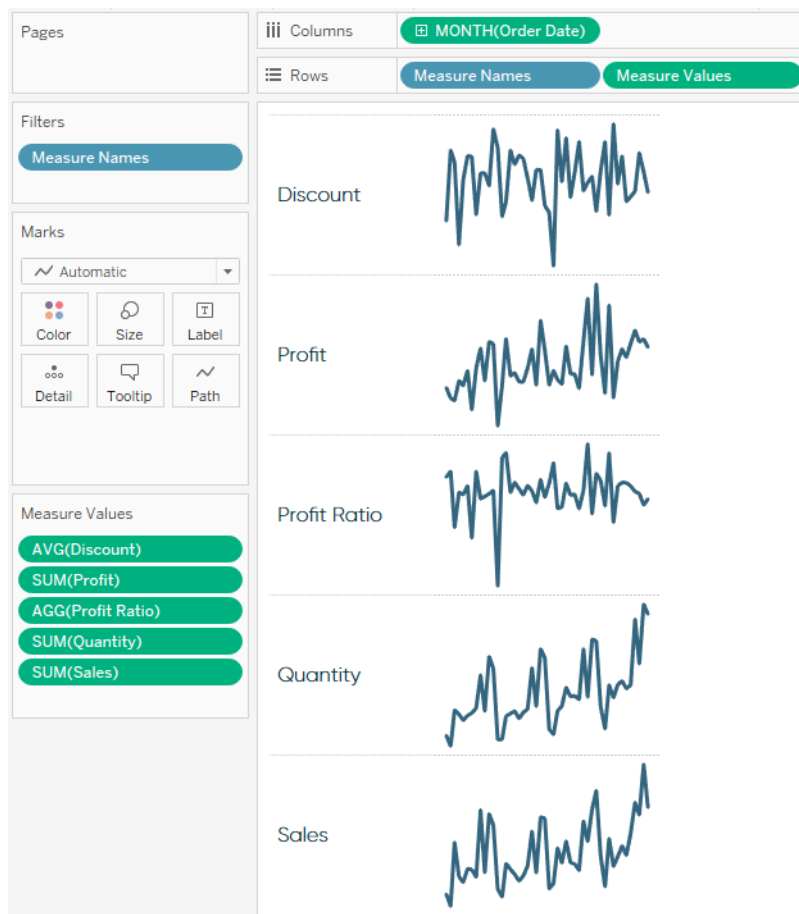 Pages
Columns
MONTH(Order Date)
Rows
Measure Names
Measure Values
Filters
Measure Names
Marks
Automatic
Color
Size
Label
Detail
Tooltip
Path
Measure Values
AVG(Discount)
SUM(Profit)
AGG(Profit Ratio)
SUM(Quantity)
SUM(Sales)
Discount
Profit
Profit Ratio
Quantity
Sales